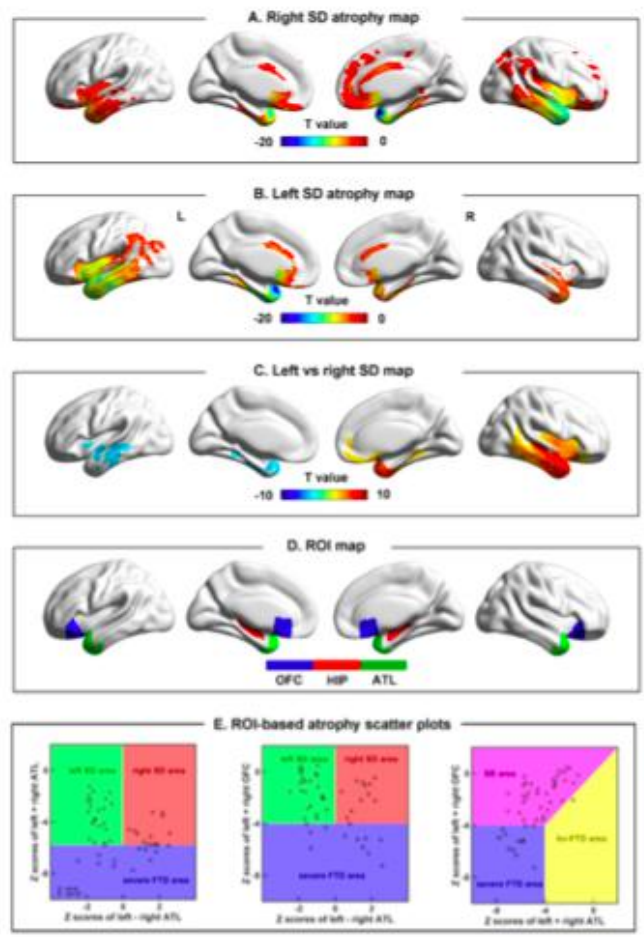 A. Right SD atrophy map
T value
-20 0
B. Left SD atrophy map
L R
T value
-20 0
C. Left vs right SD map
T value
-10 10
D. ROI map
OFC HIP ATL
E. ROI-based atrophy scatter plots
left SD area right SD area
severe FTD area
Z scores of left + right ATL
Z scores of left - right ATL
left SD area right SD area
severe FTD area
Z scores of left + right OFC
Z scores of left - right ATL
SD area
severe FTD area
Z scores of left + right OFC
Z scores of left + right ATL